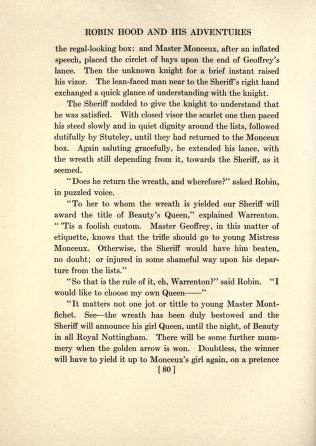 ROBIN HOOD AND HIS ADVENTURES
the regal-looking box: and Master Monceux, after an inflated
speech, placed the circlet of bays upon the end of Geoffrey's
lance. Then the unknown knight for a brief instant raised
his vizor. The lean-faced man near to the Sheriff's right hand
exchanged a quick glance of understanding with the knight.
The Sheriff nodded to give the knight to understand that
he was satisfied. With closed visor the scarlet one then paced
his steed slowly and in quiet dignity around the lists, followed
dutifully by Stuteley, until they had returned to the Monceux
box. Again saluting gracefully, he extended his lance, with
the wreath still depending from it, towards the Sheriff, as it
seemed.
"Does he return the wreath, and wherefore?" asked Robin,
in puzzled voice.
"To her to whom the wreath is yielded our Sheriff will
award the title of Beauty's Queen," explained Warrenton.
"'Tis a foolish custom. Master Geoffrey, in this matter of
etiquette, knows that the trifle should go to young Mistress
Monceux. Otherwise, the Sheriff would have him beaten,
no doubt; or injured in some shameful way upon his depar-
ture from the lists."
"So that is the rule of it, eh, Warrenton?" said Robin. "I
would like to choose my own Queen——"
"It matters not one jot or tittle to young Master Mont-
fichet. See—the wreath has been duly bestowed and the
Sheriff will announce his girl Queen, until the night, of Beauty
in all Royal Nottingham. There will be some further mum-
mery when the golden arrow is won. Doubtless, the winner
will have to yield it up to Monceux's girl again, on a pretence
[ 80 ]